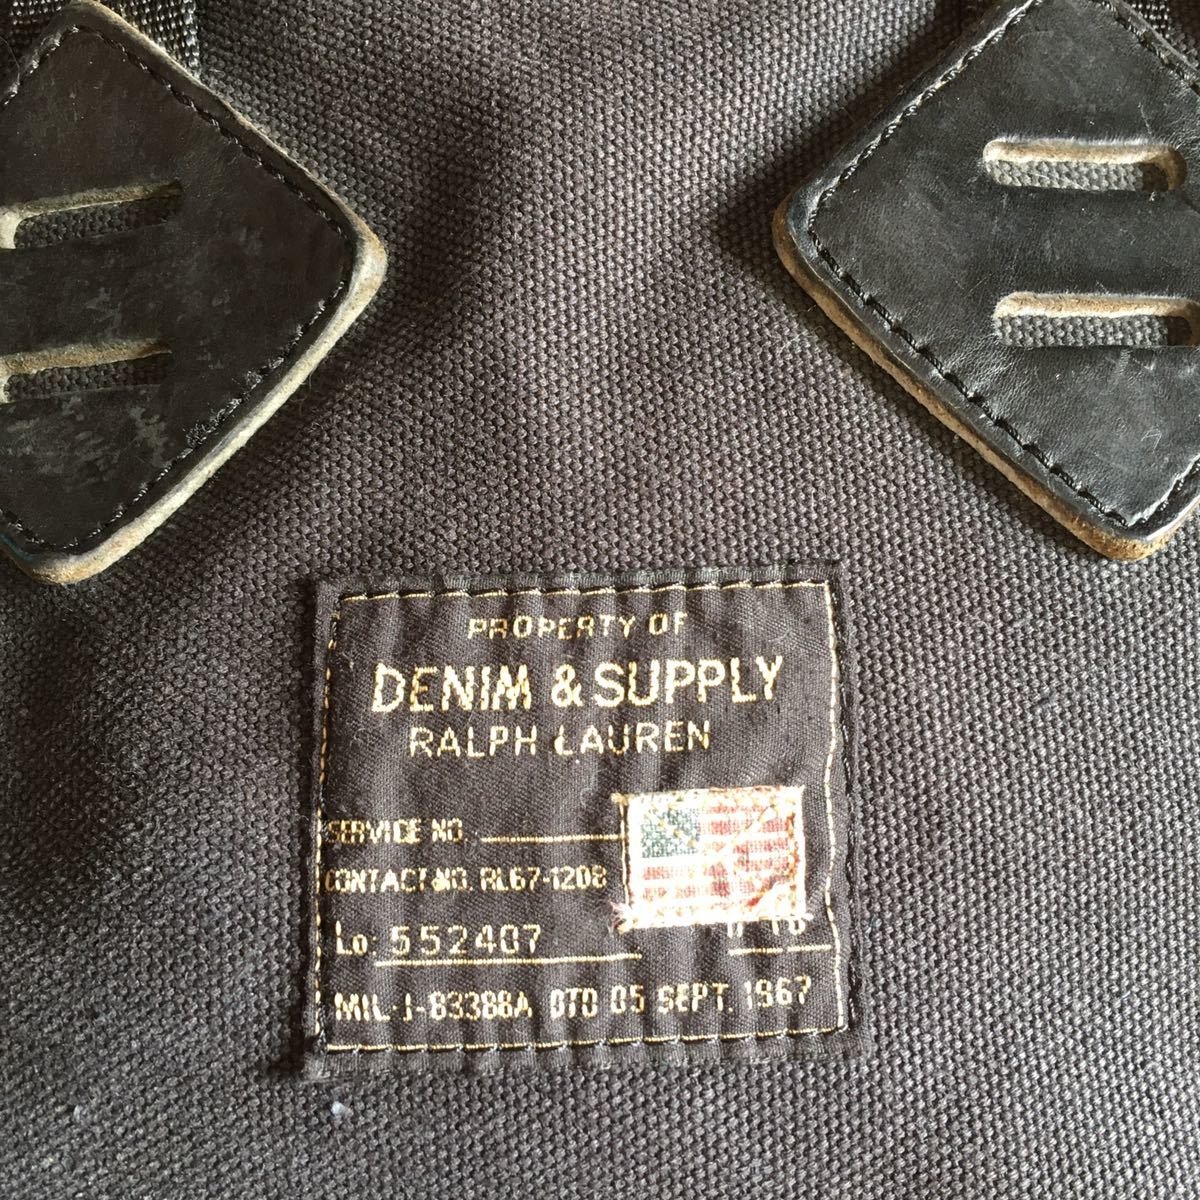 PROPERTY OF
DENIM & SUPPLY
RALPH LAUREN
SERVICE NO.
CONTACT NO. RL67-1208
Lo: 552407
MIL-J-83388A DTD 05 SEPT. 1967